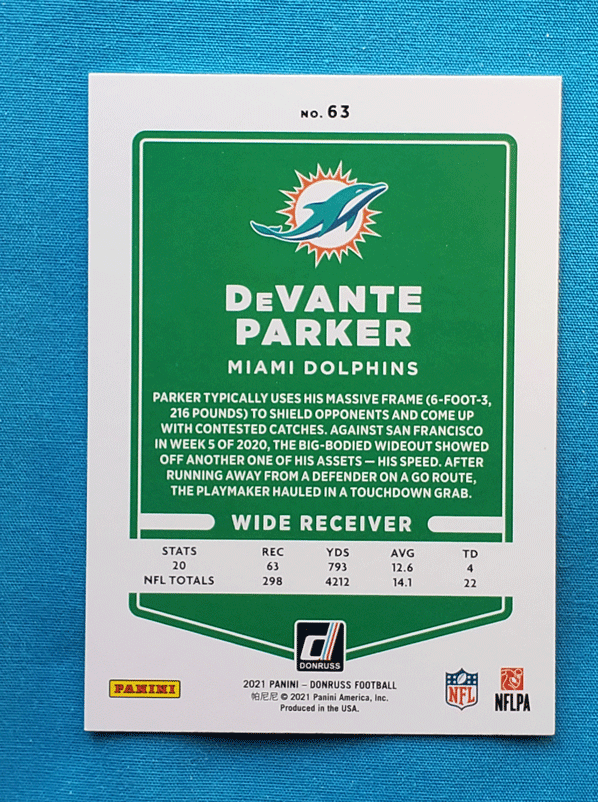 NO. 63
DeVANTE
PARKER
MIAMI DOLPHINS
PARKER TYPICALLY USES HIS MASSIVE FRAME (6-FOOT-3,
216 POUNDS) TO SHIELD OPPONENTS AND COME UP
WITH CONTESTED CATCHES. AGAINST SAN FRANCISCO
IN WEEK 5 OF 2020, THE BIG-BODIED WIDEOUT SHOWED
OFF ANOTHER ONE OF HIS ASSETS — HIS SPEED. AFTER
RUNNING AWAY FROM A DEFENDER ON A GO ROUTE,
THE PLAYMAKER HAULED IN A TOUCHDOWN GRAB.
WIDE RECEIVER
STATS REC YDS AVG TD
20 63 793 12.6 4
NFL TOTALS 298 4212 14.1 22
d
DONRUSS
PANINI
2021 PANINI – DONRUSS FOOTBALL
帕尼尼 © 2021 Panini America, Inc.
Produced in the USA.
NFL
NFLPA